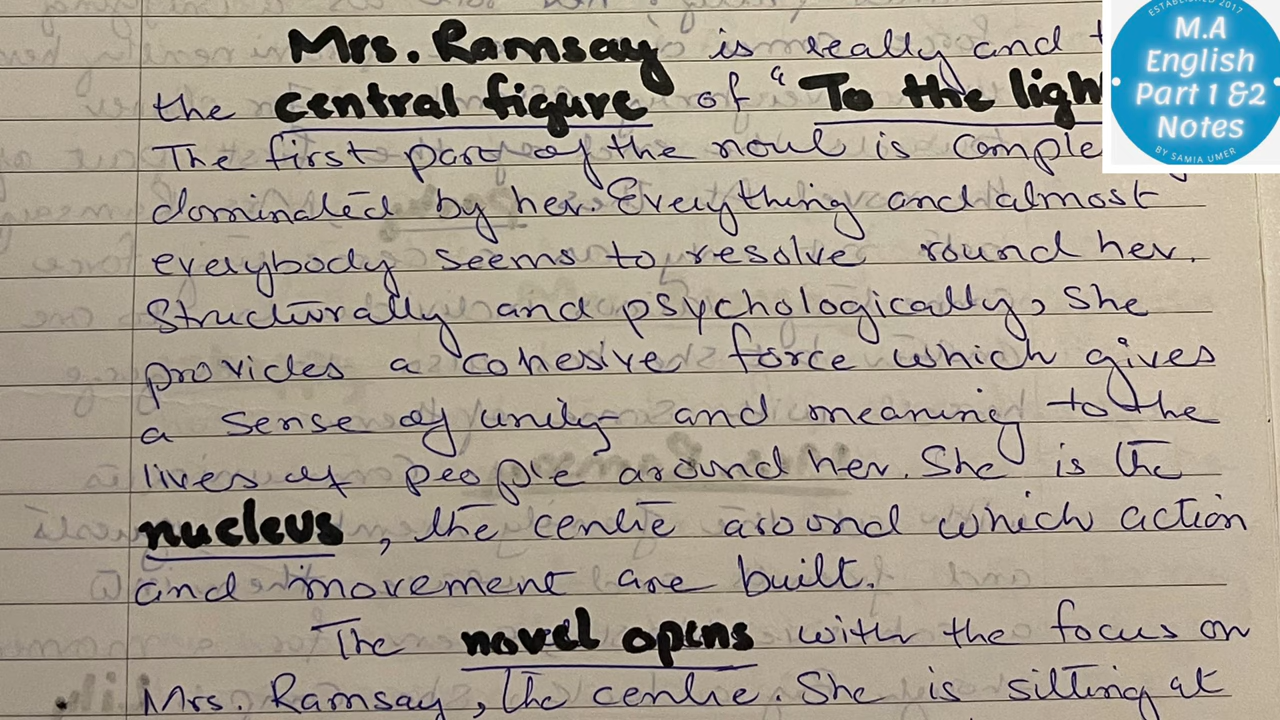 Mrs. Ramsay is really and t
the central figure of "To the ligh
The first part of the novel is comple
dominated by her. Everything and almost
everybody seems to resolve round her.
Structurally and psychologically, She
provides a cohesive force which gives
a sense of unity and meaning to the
lives of people around her. She is the
nucleus, the centre around which action
and movement are built.
The novel opens with the focus on
Mrs. Ramsay, the centre. She is sitting at
ESTABLISHED 2017
M.A
English
Part 1 &2
Notes
BY SAMIA UMER